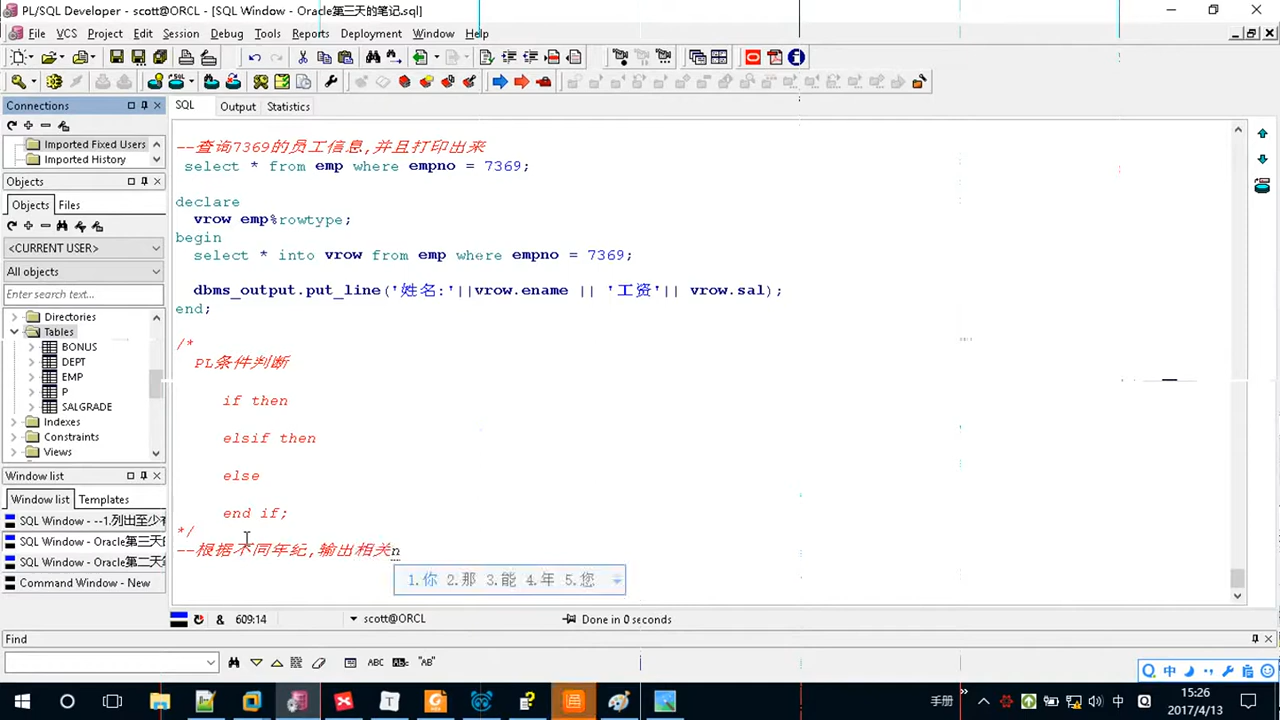 PL/SQL Developer - scott@ORCL - [SQL Window - Oracle第三天的笔记.sql]
File VCS Project Edit Session Debug Tools Reports Deployment Window Help
Connections
SQL Output Statistics
Imported Fixed Users
Imported History
Objects
Objects Files
<CURRENT USER>
All objects
Enter search text...
Directories
Tables
BONUS
DEPT
EMP
P
SALGRADE
Indexes
Constraints
Views
Window list
Window list Templates
SQL Window - --1.列出至少有
SQL Window - Oracle第三天的
SQL Window - Oracle第二天
Command Window - New
--查询7369的员工信息,并且打印出来
select * from emp where empno = 7369;
declare
vrow emp%rowtype;
begin
select * into vrow from emp where empno = 7369;
dbms_output.put_line('姓名:'||vrow.ename || '工资'|| vrow.sal);
end;
/*
PL条件判断
if then
elsif then
else
end if;
*/
--根据不同年纪,输出相关n
1.你 2.那 3.能 4.年 5.您
& 609:14 scott@ORCL Done in 0 seconds
Find
ABC "AB"
中
手册 中 15:26
2017/4/13